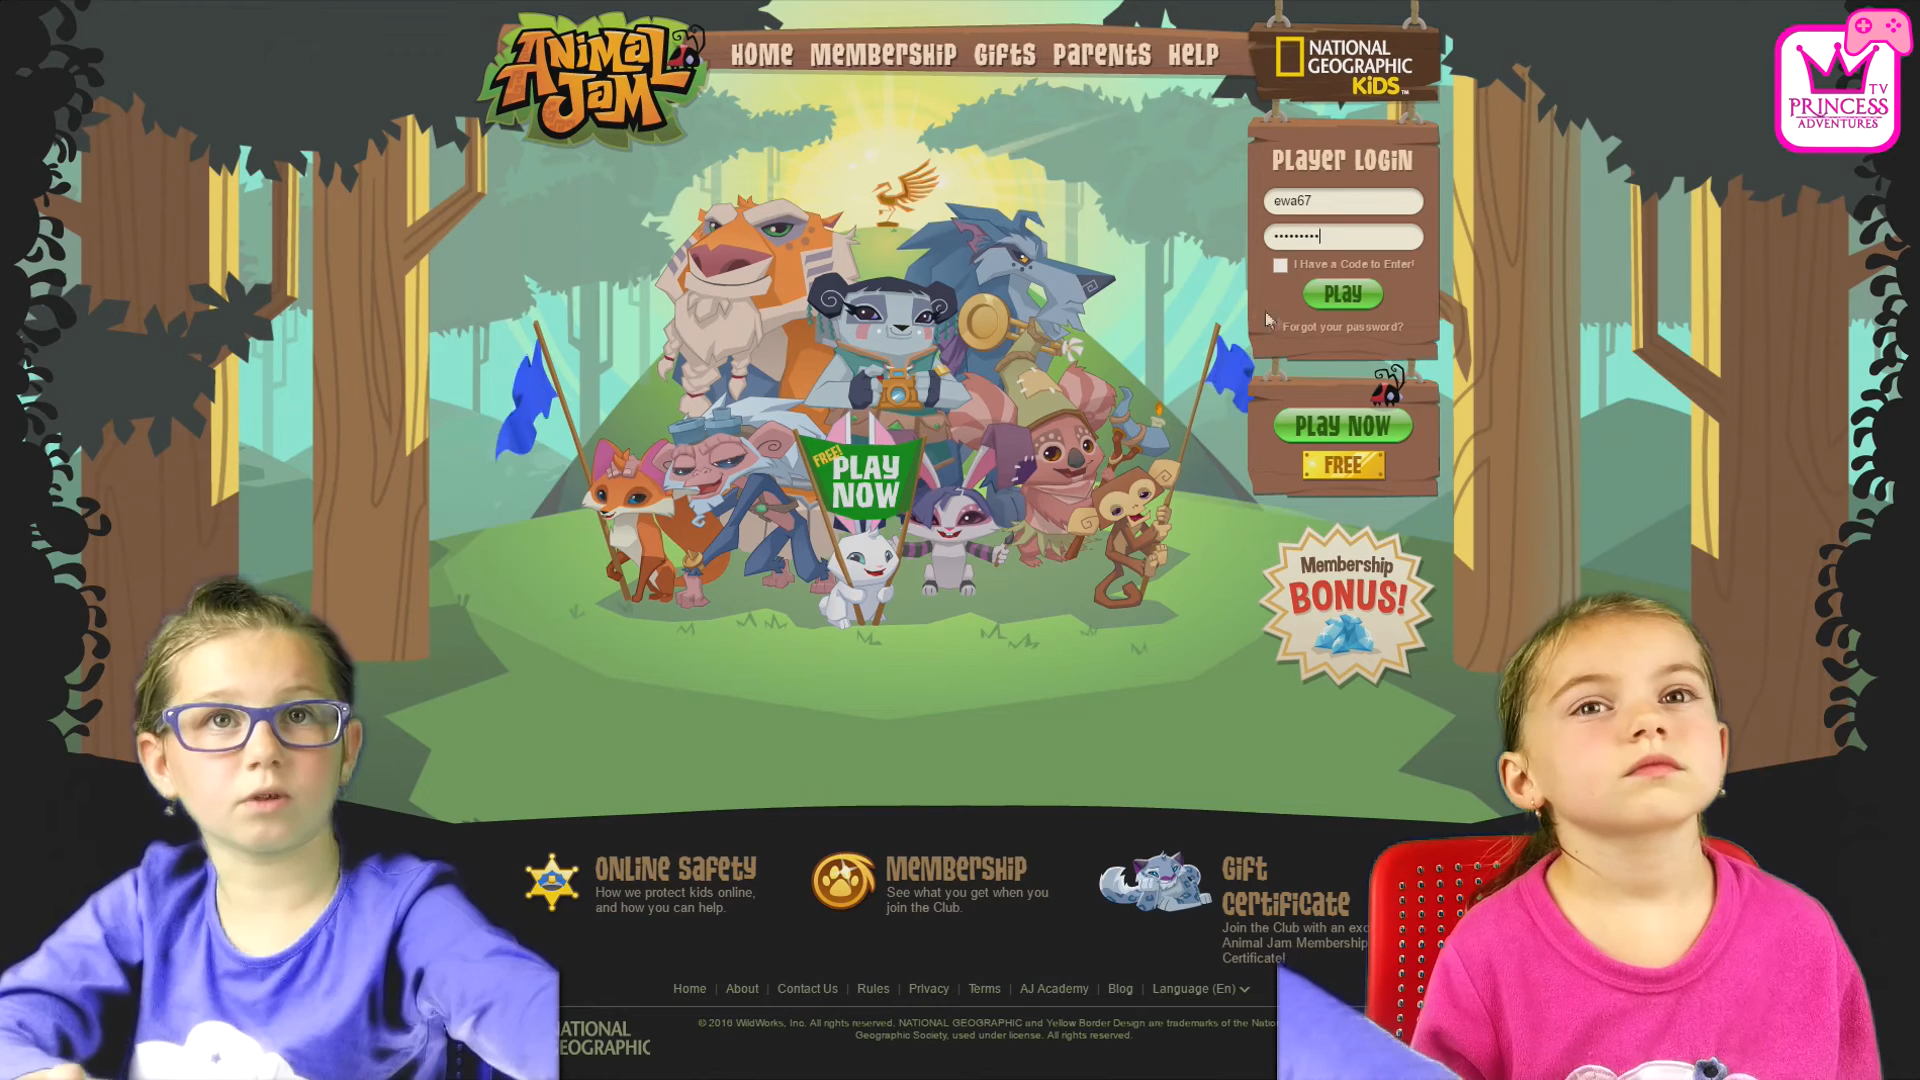 ANIMAL
JAM
HOME MEMBERSHIP GIFTS PARENTS HELP
NATIONAL
GEOGRAPHIC
KiDS™
TV
PRINCESS
ADVENTURES
PLAYER LOGIN
ewa67
•••••••••
I Have a Code to Enter!
PLAY
Forgot your password?
PLAY NOW
FREE
FREE!
PLAY
NOW
Membership
BONUS!
ONLINE SAFETY
How we protect kids online,
and how you can help.
MEMBERSHIP
See what you get when you
join the Club.
GIFT
CERTIFICATE
Join the Club with an exc
Animal Jam Membership
Certificate!
Home | About | Contact Us | Rules | Privacy | Terms | AJ Academy | Blog | Language (En)
© 2016 WildWorks, Inc. All rights reserved. NATIONAL GEOGRAPHIC and Yellow Border Design are trademarks of the Natio
Geographic Society, used under license. All rights reserved.
NATIONAL
EOGRAPHIC